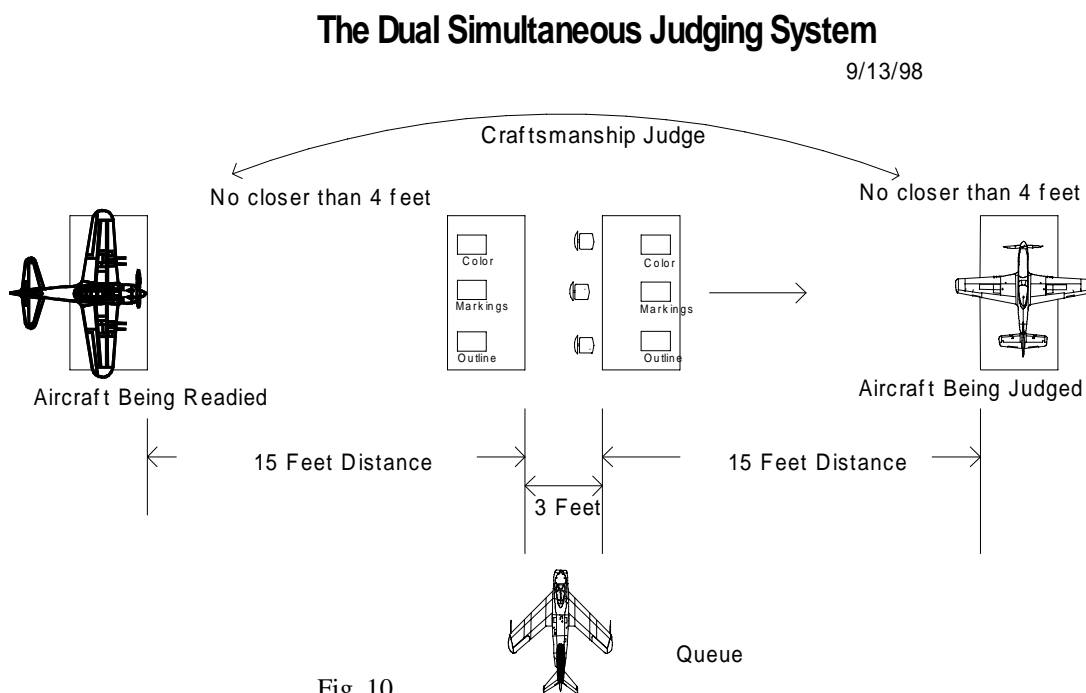 The Dual Simultaneous Judging System
9/13/98
Craftsmanship Judge
No closer than 4 feet
No closer than 4 feet
Color
Color
Markings
Markings
Outline
Outline
Aircraft Being Readied
Aircraft Being Judged
15 Feet Distance
15 Feet Distance
3 Feet
Queue
Fig. 10